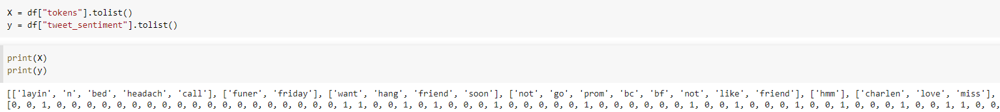 X = df["tokens"].tolist()
y = df["tweet_sentiment"].tolist()
print(X)
print(y)
[['layin', 'n', 'bed', 'headach', 'call'], ['funer', 'friday'], ['want', 'hang', 'friend', 'soon'], ['not', 'go', 'prom', 'bc', 'bf', 'not', 'like', 'friend'], ['hmm'], ['charlen', 'love', 'miss'],
[0, 0, 1, 0, 0, 0, 0, 0, 0, 0, 0, 0, 0, 0, 0, 0, 0, 0, 0, 0, 0, 0, 1, 1, 0, 0, 1, 0, 1, 0, 0, 0, 1, 0, 0, 0, 0, 0, 1, 0, 0, 0, 0, 0, 0, 1, 0, 0, 1, 0, 0, 0, 1, 0, 0, 1, 0, 0, 0, 1, 0, 0, 1, 1, 0, 0,